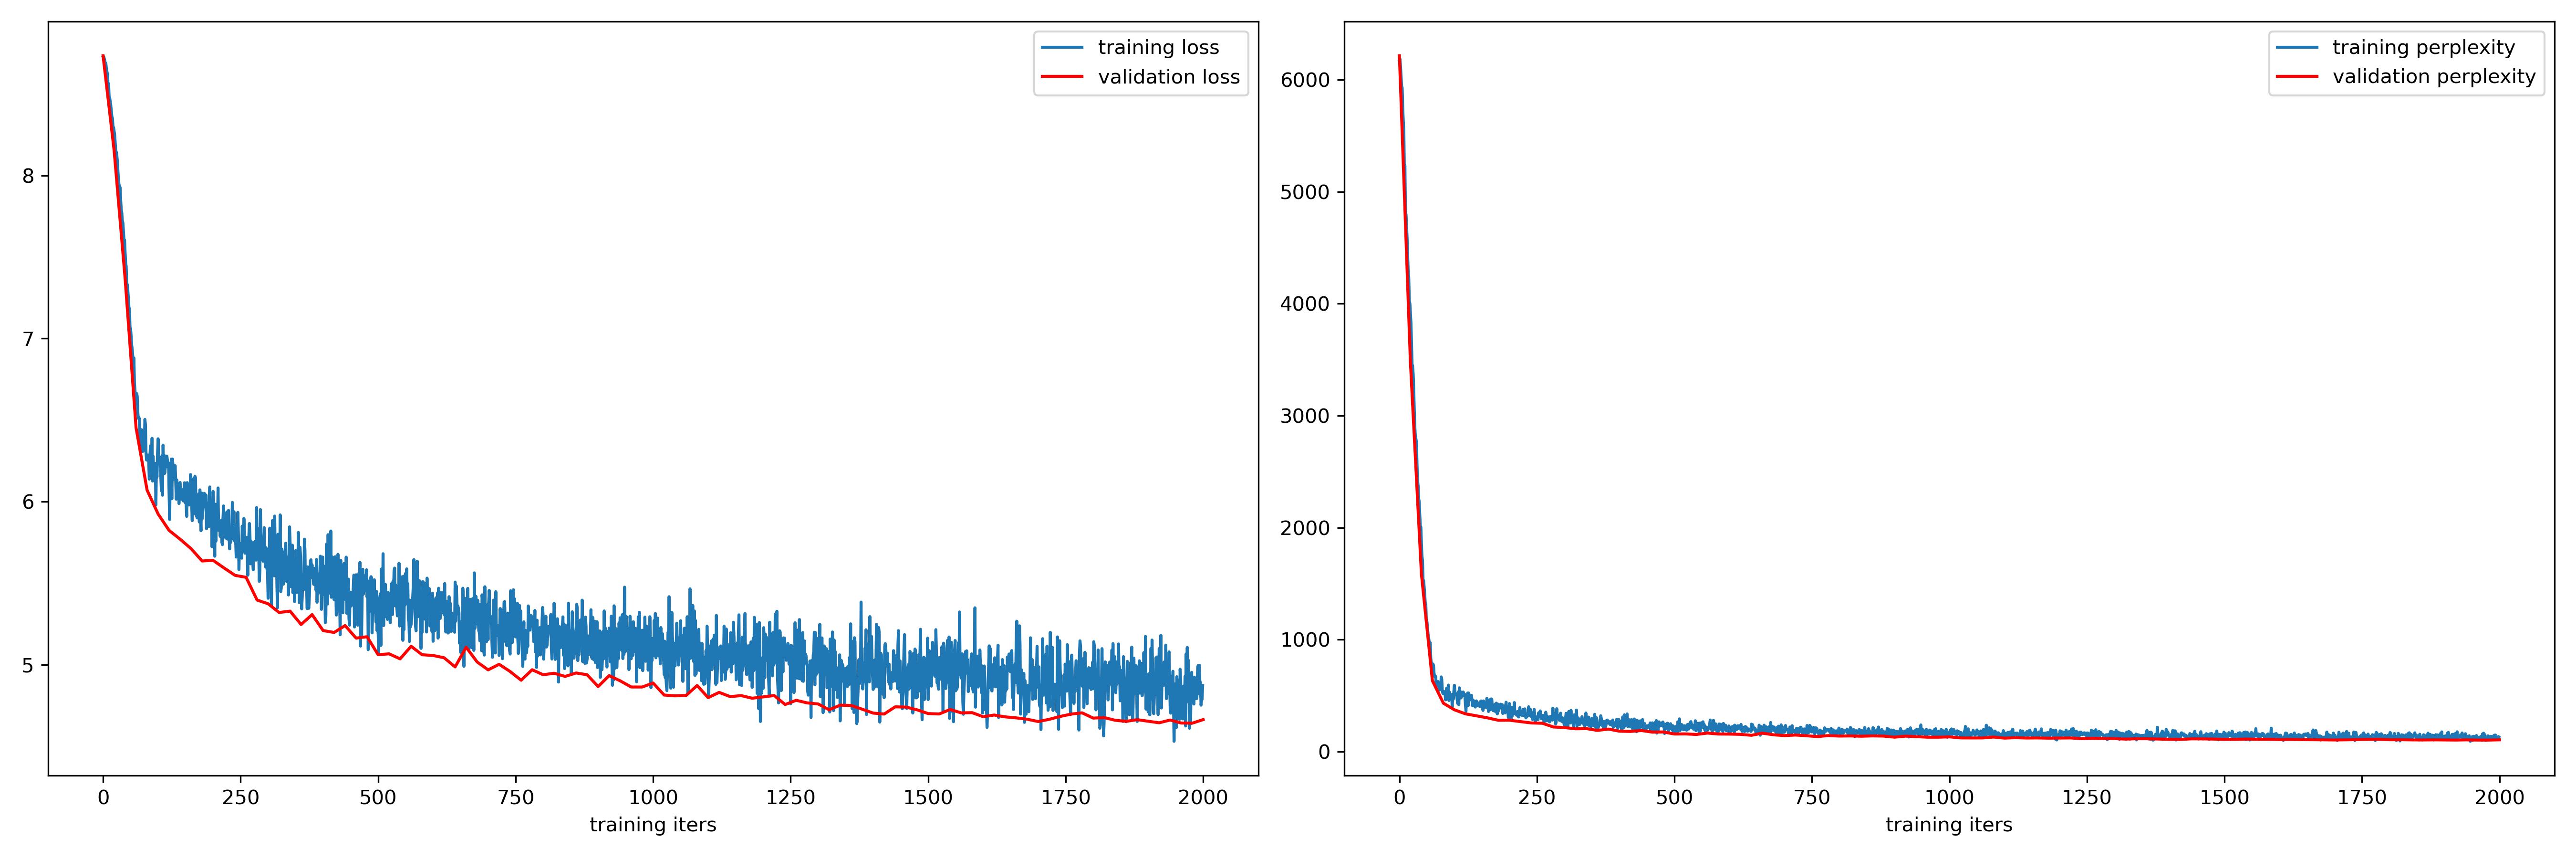 training loss
validation loss
8
7
6
5
0 250 500 750 1000 1250 1500 1750 2000
training iters
training perplexity
validation perplexity
6000
5000
4000
3000
2000
1000
0
0 250 500 750 1000 1250 1500 1750 2000
training iters